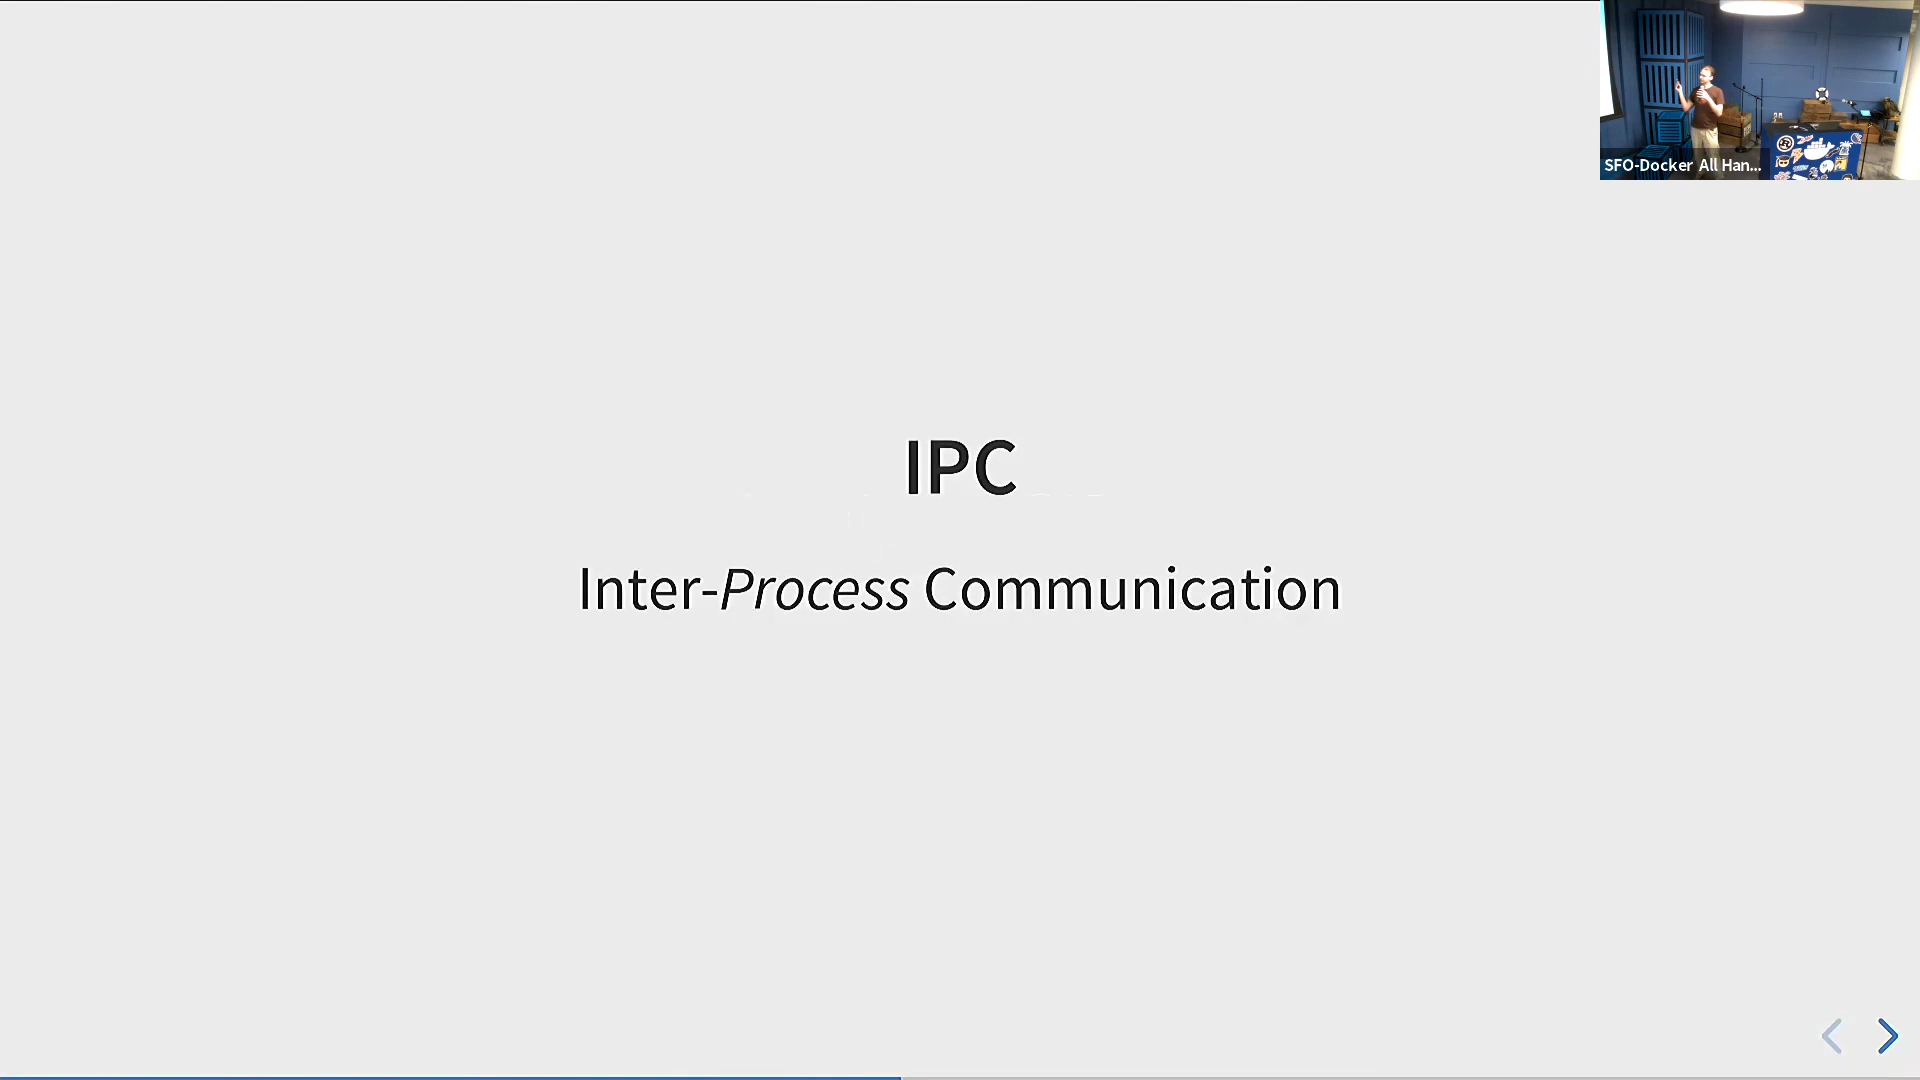 SFO-Docker All Han...
IPC
Inter-Process Communication